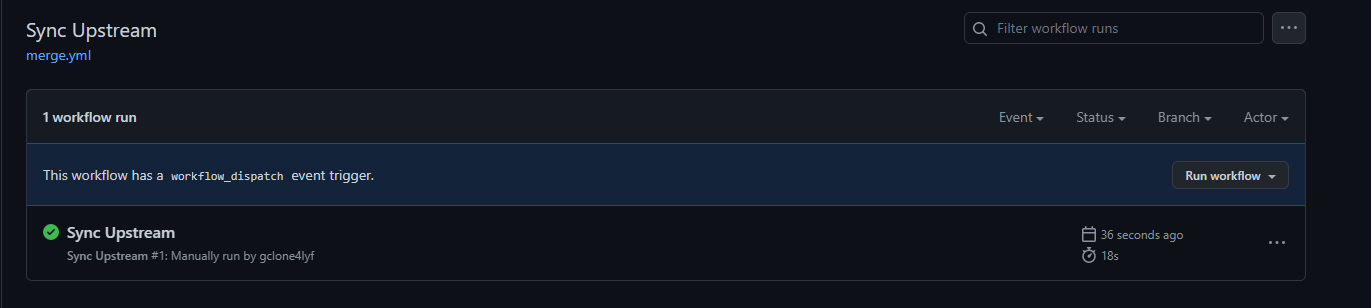 Sync Upstream
Filter workflow runs
merge.yml
1 workflow run
Event
Status
Branch
Actor
This workflow has a workflow_dispatch event trigger.
Run workflow
Sync Upstream
36 seconds ago
Sync Upstream #1: Manually run by gclone4lyf
18s